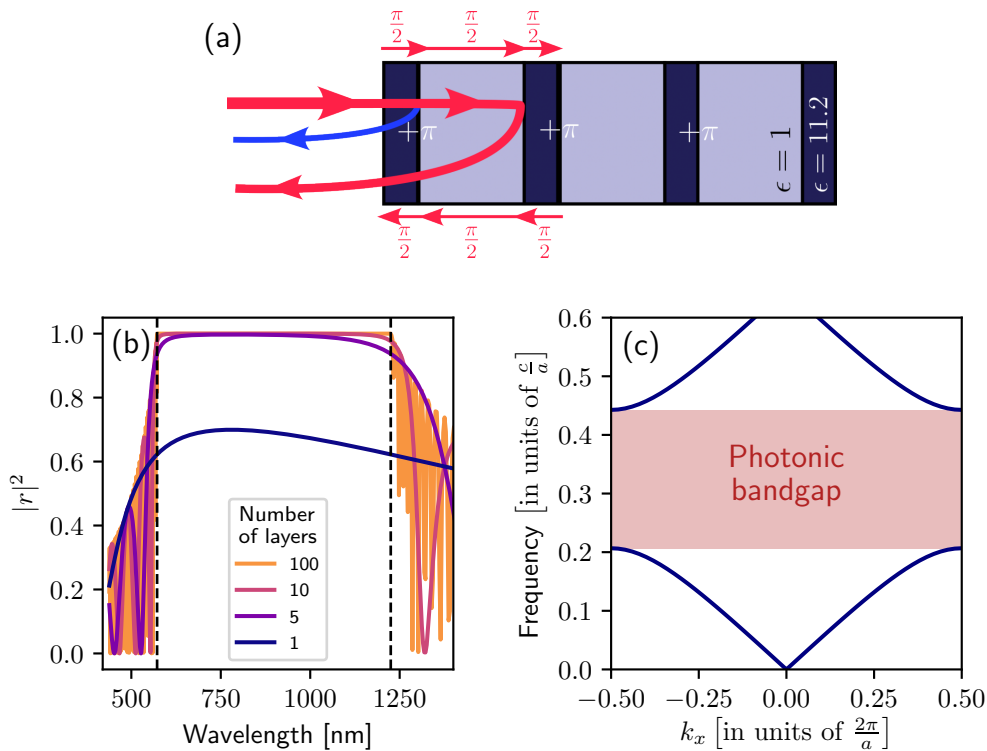 (a)
π/2 π/2 π/2
+π +π +π
ϵ = 1
ϵ = 11.2
π/2 π/2 π/2
(b)
|r|²
1.0
0.8
0.6
0.4
0.2
0.0
Number
of layers
100
10
5
1
500 750 1000 1250
Wavelength [nm]
(c)
Frequency [in units of c/a]
0.6
0.5
0.4
0.3
0.2
0.1
0.0
Photonic
bandgap
−0.50 −0.25 0.00 0.25 0.50
kₓ [in units of 2π/a]